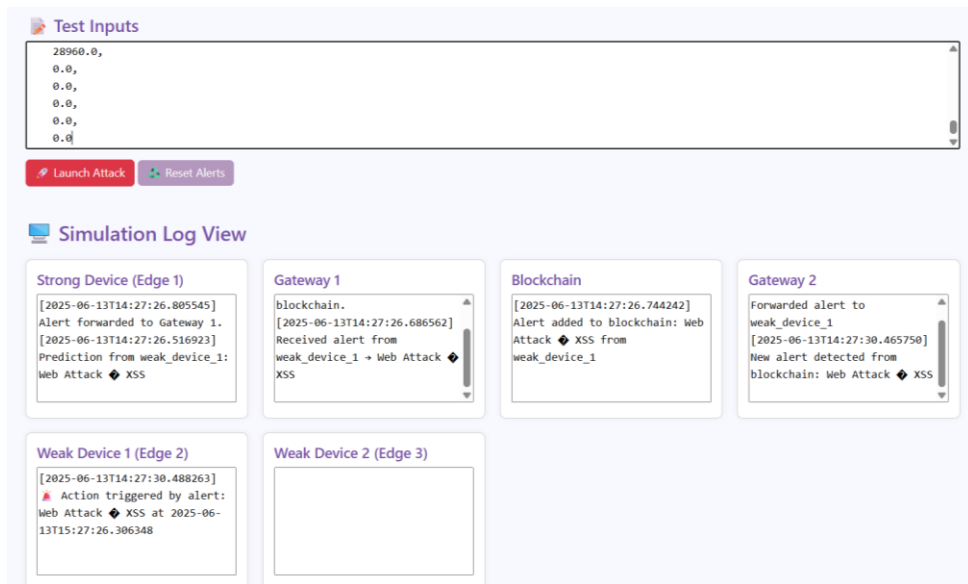 📝 Test Inputs
28960.0,
0.0,
0.0,
0.0,
0.0,
0.0
🚀 Launch Attack
Reset Alerts
🖥️ Simulation Log View
Strong Device (Edge 1)
[2025-06-13T14:27:26.805545]
Alert forwarded to Gateway 1.
[2025-06-13T14:27:26.516923]
Prediction from weak_device_1:
Web Attack � XSS
Gateway 1
blockchain.
[2025-06-13T14:27:26.686562]
Received alert from
weak_device_1 → Web Attack �
XSS
Blockchain
[2025-06-13T14:27:26.744242]
Alert added to blockchain: Web
Attack � XSS from
weak_device_1
Gateway 2
Forwarded alert to
weak_device_1
[2025-06-13T14:27:30.465750]
New alert detected from
blockchain: Web Attack � XSS
Weak Device 1 (Edge 2)
[2025-06-13T14:27:30.488263]
🚨 Action triggered by alert:
Web Attack � XSS at 2025-06-
13T15:27:26.306348
Weak Device 2 (Edge 3)